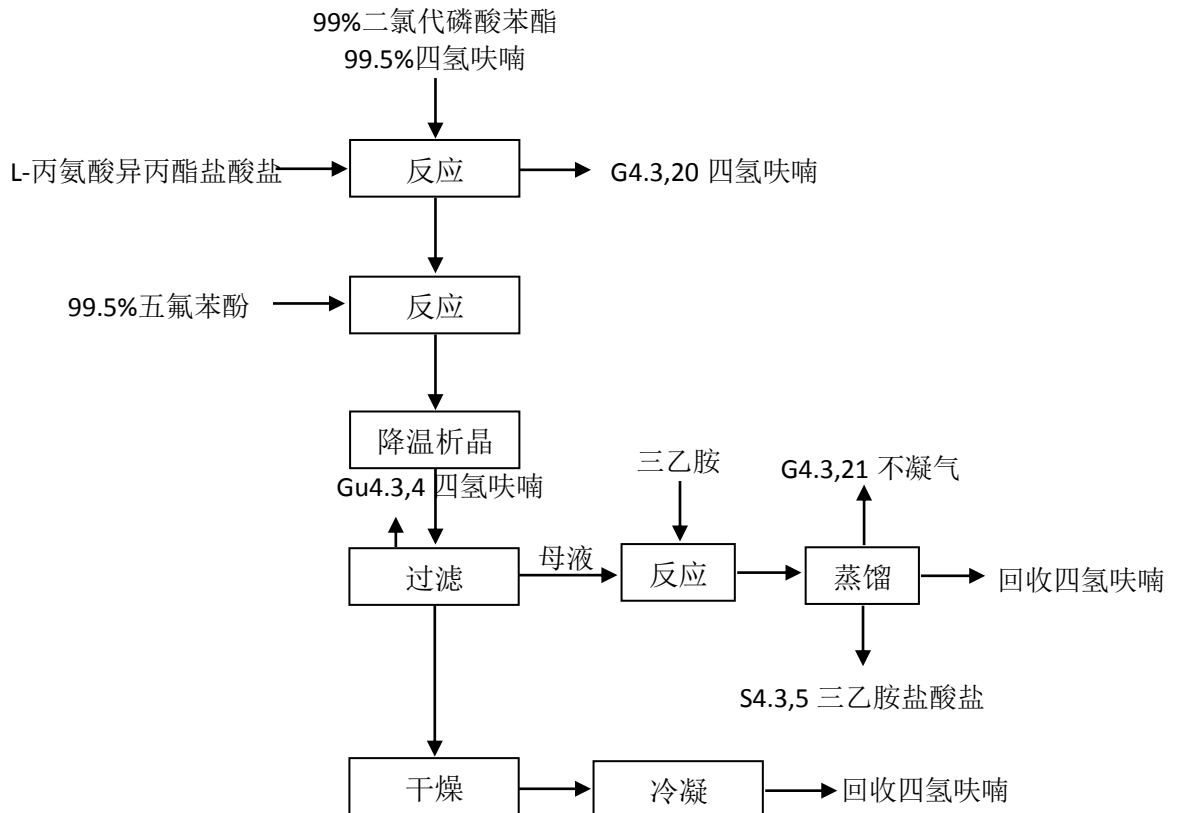 99%二氯代磷酸苯酯
99.5%四氢呋喃
L-丙氨酸异丙酯盐酸盐
反应
G4.3,20 四氢呋喃
99.5%五氟苯酚
反应
降温析晶
三乙胺
G4.3,21 不凝气
Gu4.3,4 四氢呋喃
过滤
母液
反应
蒸馏
回收四氢呋喃
S4.3,5 三乙胺盐酸盐
干燥
冷凝
回收四氢呋喃